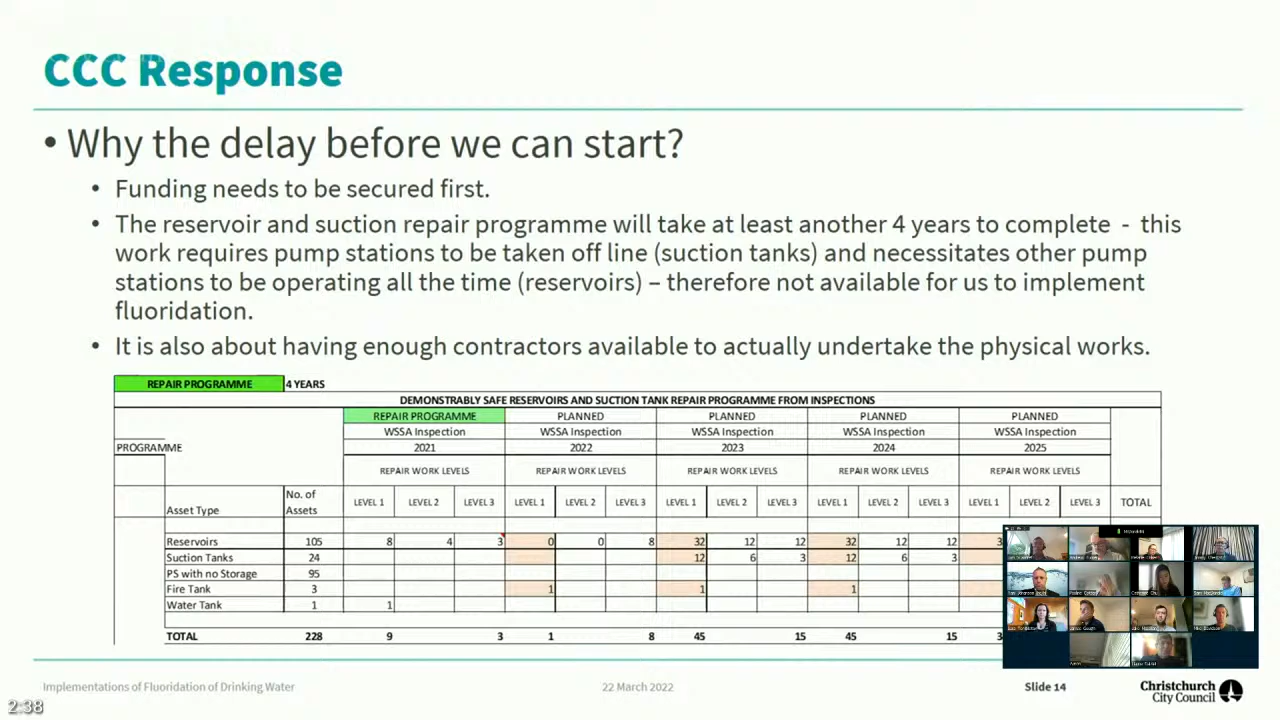 CCC Response
• Why the delay before we can start?
• Funding needs to be secured first.
• The reservoir and suction repair programme will take at least another 4 years to complete - this
work requires pump stations to be taken off line (suction tanks) and necessitates other pump
stations to be operating all the time (reservoirs) – therefore not available for us to implement
fluoridation.
• It is also about having enough contractors available to actually undertake the physical works.
REPAIR PROGRAMME 4 YEARS
DEMONSTRABLY SAFE RESERVOIRS AND SUCTION TANK REPAIR PROGRAMME FROM INSPECTIONS
REPAIR PROGRAMME PLANNED PLANNED PLANNED PLANNED
WSSA Inspection WSSA Inspection WSSA Inspection WSSA Inspection WSSA Inspection
PROGRAMME 2021 2022 2023 2024 2025
REPAIR WORK LEVELS REPAIR WORK LEVELS REPAIR WORK LEVELS REPAIR WORK LEVELS REPAIR WORK LEVELS
Asset Type No. of Assets LEVEL 1 LEVEL 2 LEVEL 3 LEVEL 1 LEVEL 2 LEVEL 3 LEVEL 1 LEVEL 2 LEVEL 3 LEVEL 1 LEVEL 2 LEVEL 3 LEVEL 1 LEVEL 2 LEVEL 3 TOTAL
Reservoirs 105 8 4 3 0 0 8 32 12 12 32 12 12
Suction Tanks 24 12 6 3 12 6 3
PS with no Storage 95
Fire Tank 3 1 1 1
Water Tank 1 1
TOTAL 228 9 3 1 8 45 15 45 15
Implementations of Fluoridation of Drinking Water 22 March 2022 Slide 14 Christchurch
City Council
2:38